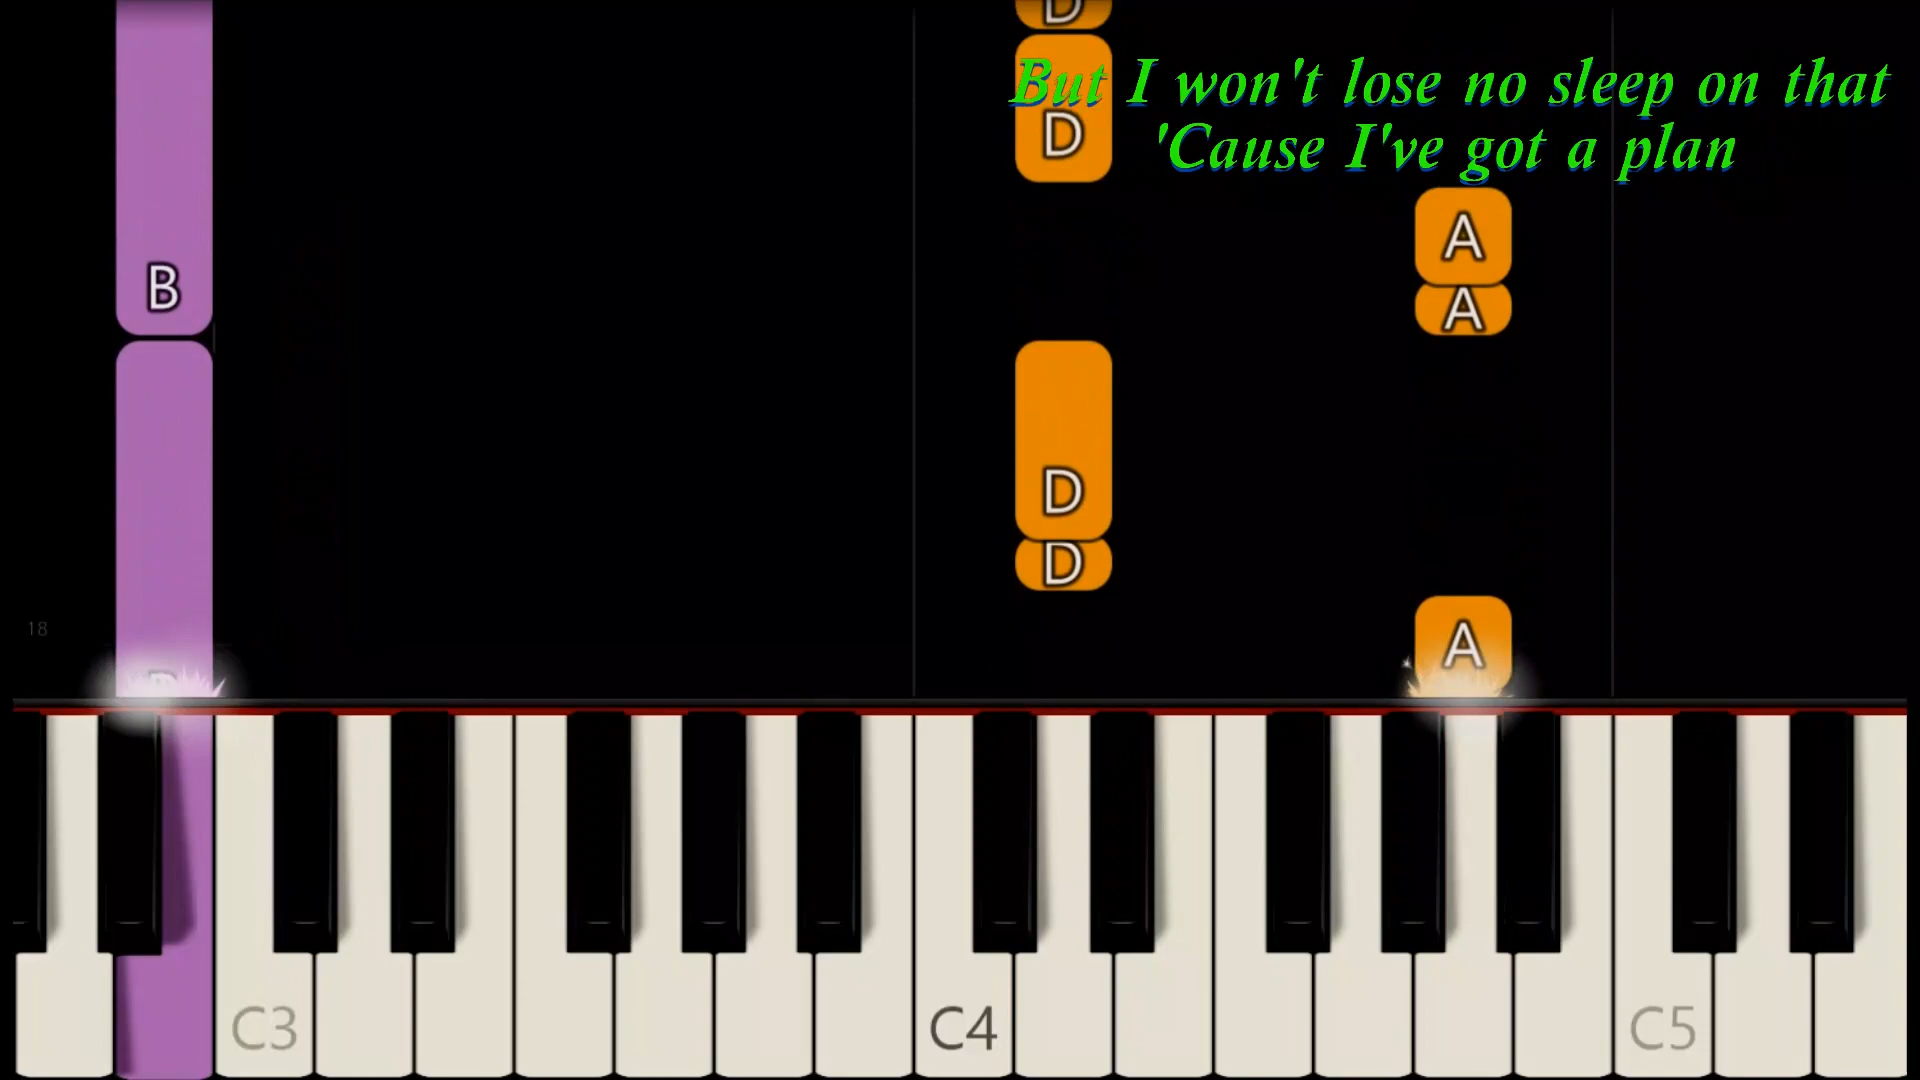 D
But I won't lose no sleep on that
D
'Cause I've got a plan
A
B
A
D
D
18
A
C3
C4
C5